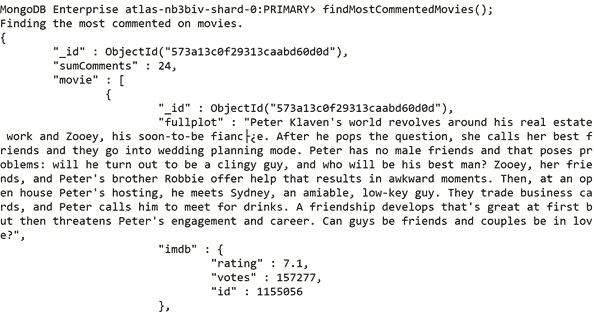 MongoDB Enterprise atlas-nb3biv-shard-0:PRIMARY> findMostCommentedMovies();
Finding the most commented on movies.
{
        "_id" : ObjectId("573a13c0f29313caabd60d0d"),
        "sumComments" : 24,
        "movie" : [
                {
                        "_id" : ObjectId("573a13c0f29313caabd60d0d"),
                        "fullplot" : "Peter Klaven's world revolves around his real estate
 work and Zooey, his soon-to-be fianc├⌐e. After he pops the question, she calls her best f
riends and they go into wedding planning mode. Peter has no male friends and that poses pr
oblems: will he turn out to be a clingy guy, and who will be his best man? Zooey, her frie
nds, and Peter's brother Robbie offer help that results in awkward moments. Then, at an op
en house Peter's hosting, he meets Sydney, an amiable, low-key guy. They trade business ca
rds, and Peter calls him to meet for drinks. A friendship develops that's great at first b
ut then threatens Peter's engagement and career. Can guys be friends and couples be in lov
e?",
                        "imdb" : {
                                "rating" : 7.1,
                                "votes" : 157277,
                                "id" : 1155056
                        },